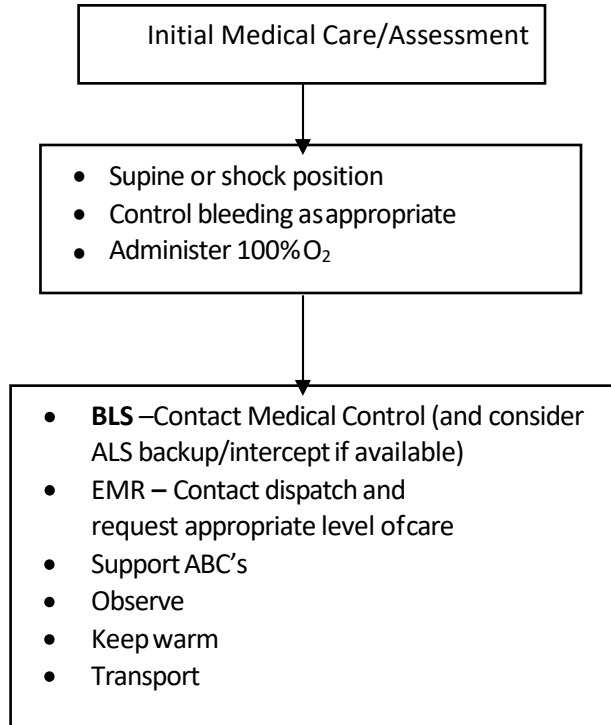 Initial Medical Care/Assessment
• Supine or shock position
• Control bleeding as appropriate
• Administer 100% O₂
• BLS –Contact Medical Control (and consider
ALS backup/intercept if available)
• EMR – Contact dispatch and
request appropriate level of care
• Support ABC's
• Observe
• Keep warm
• Transport